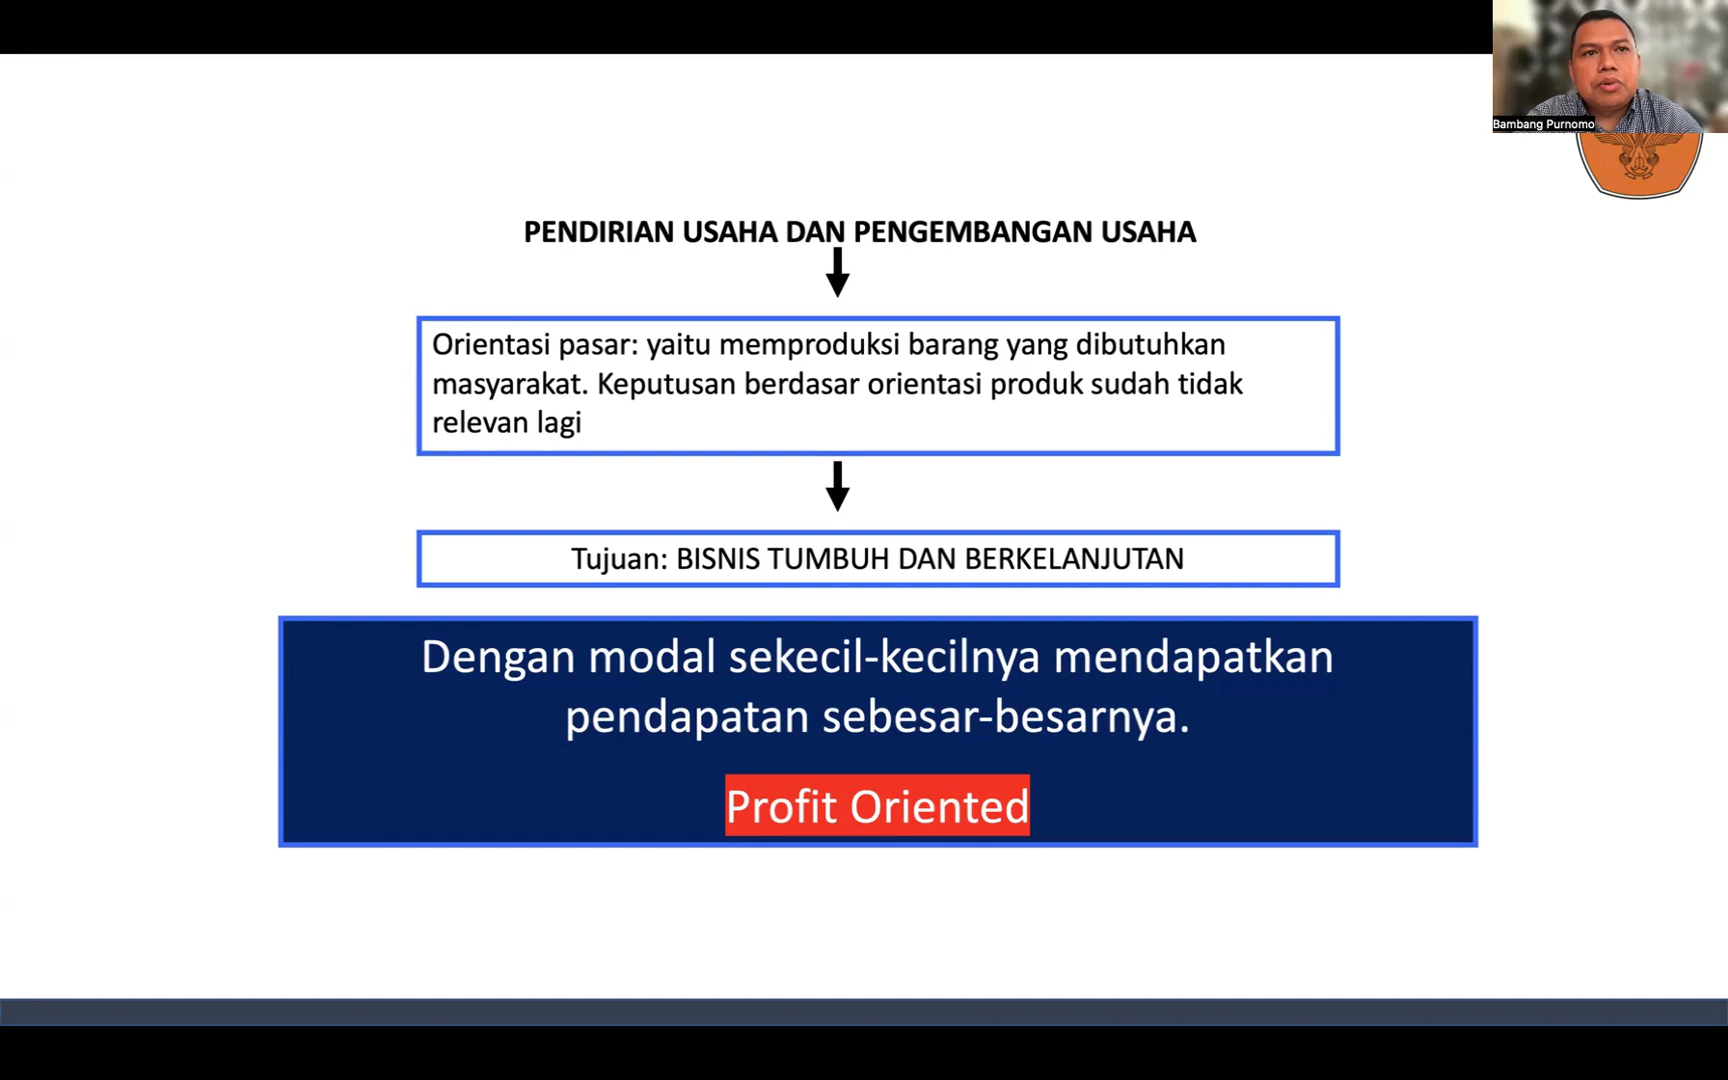 Bambang Purnomo
PENDIRIAN USAHA DAN PENGEMBANGAN USAHA
Orientasi pasar: yaitu memproduksi barang yang dibutuhkan
masyarakat. Keputusan berdasar orientasi produk sudah tidak
relevan lagi
Tujuan: BISNIS TUMBUH DAN BERKELANJUTAN
Dengan modal sekecil-kecilnya mendapatkan
pendapatan sebesar-besarnya.
Profit Oriented